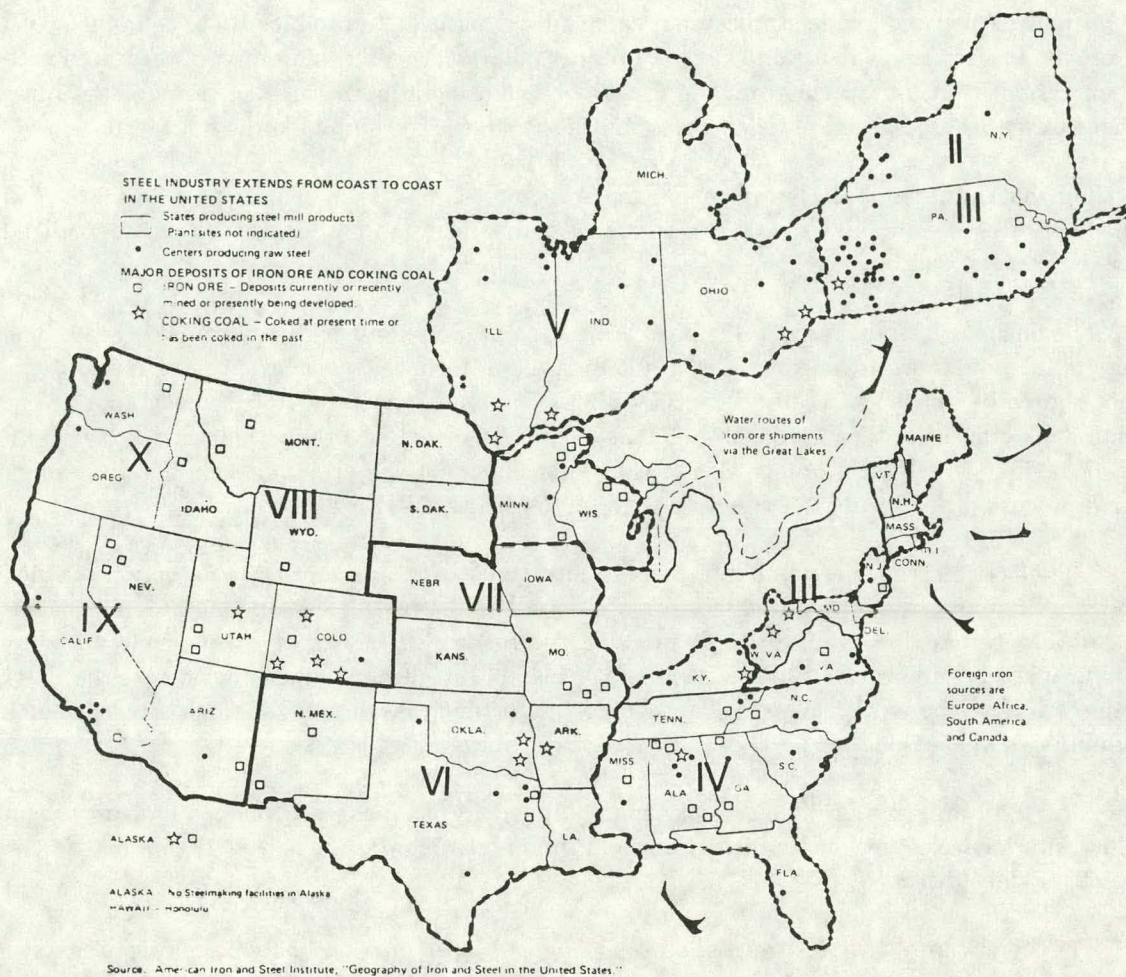 STEEL INDUSTRY EXTENDS FROM COAST TO COAST
IN THE UNITED STATES
States producing steel mill products
Plant sites not indicated)
Centers producing raw steel
MAJOR DEPOSITS OF IRON ORE AND COKING COAL
IRON ORE – Deposits currently or recently
mined or presently being developed.
COKING COAL – Coked at present time or
has been coked in the past
MICH.
N.Y.
II
PA.
III
ILL
V
IND.
OHIO
Water routes of
iron ore shipments
via the Great Lakes
WASH
MONT.
N. DAK.
X
OREG
IDAHO
VIII
WYO.
S. DAK.
MINN
WIS.
MAINE
VT.
I
N.H.
MASS
R.I.
CONN.
N.J.
NEV.
NEBR
VII
IOWA
III
MD.
DEL.
IX
CALIF
UTAH
COLO
KANS.
MO.
W. VA.
VA.
KY.
ARIZ
N. MEX.
OKLA.
ARK.
TENN.
N.C.
S.C.
MISS
ALA
IV
GA.
VI
TEXAS
LA.
FLA.
Foreign iron
sources are
Europe Africa,
South America
and Canada
ALASKA
ALASKA - No Steelmaking facilities in Alaska
HAWAII - Honolulu
Source. American Iron and Steel Institute, "Geography of Iron and Steel in the United States."